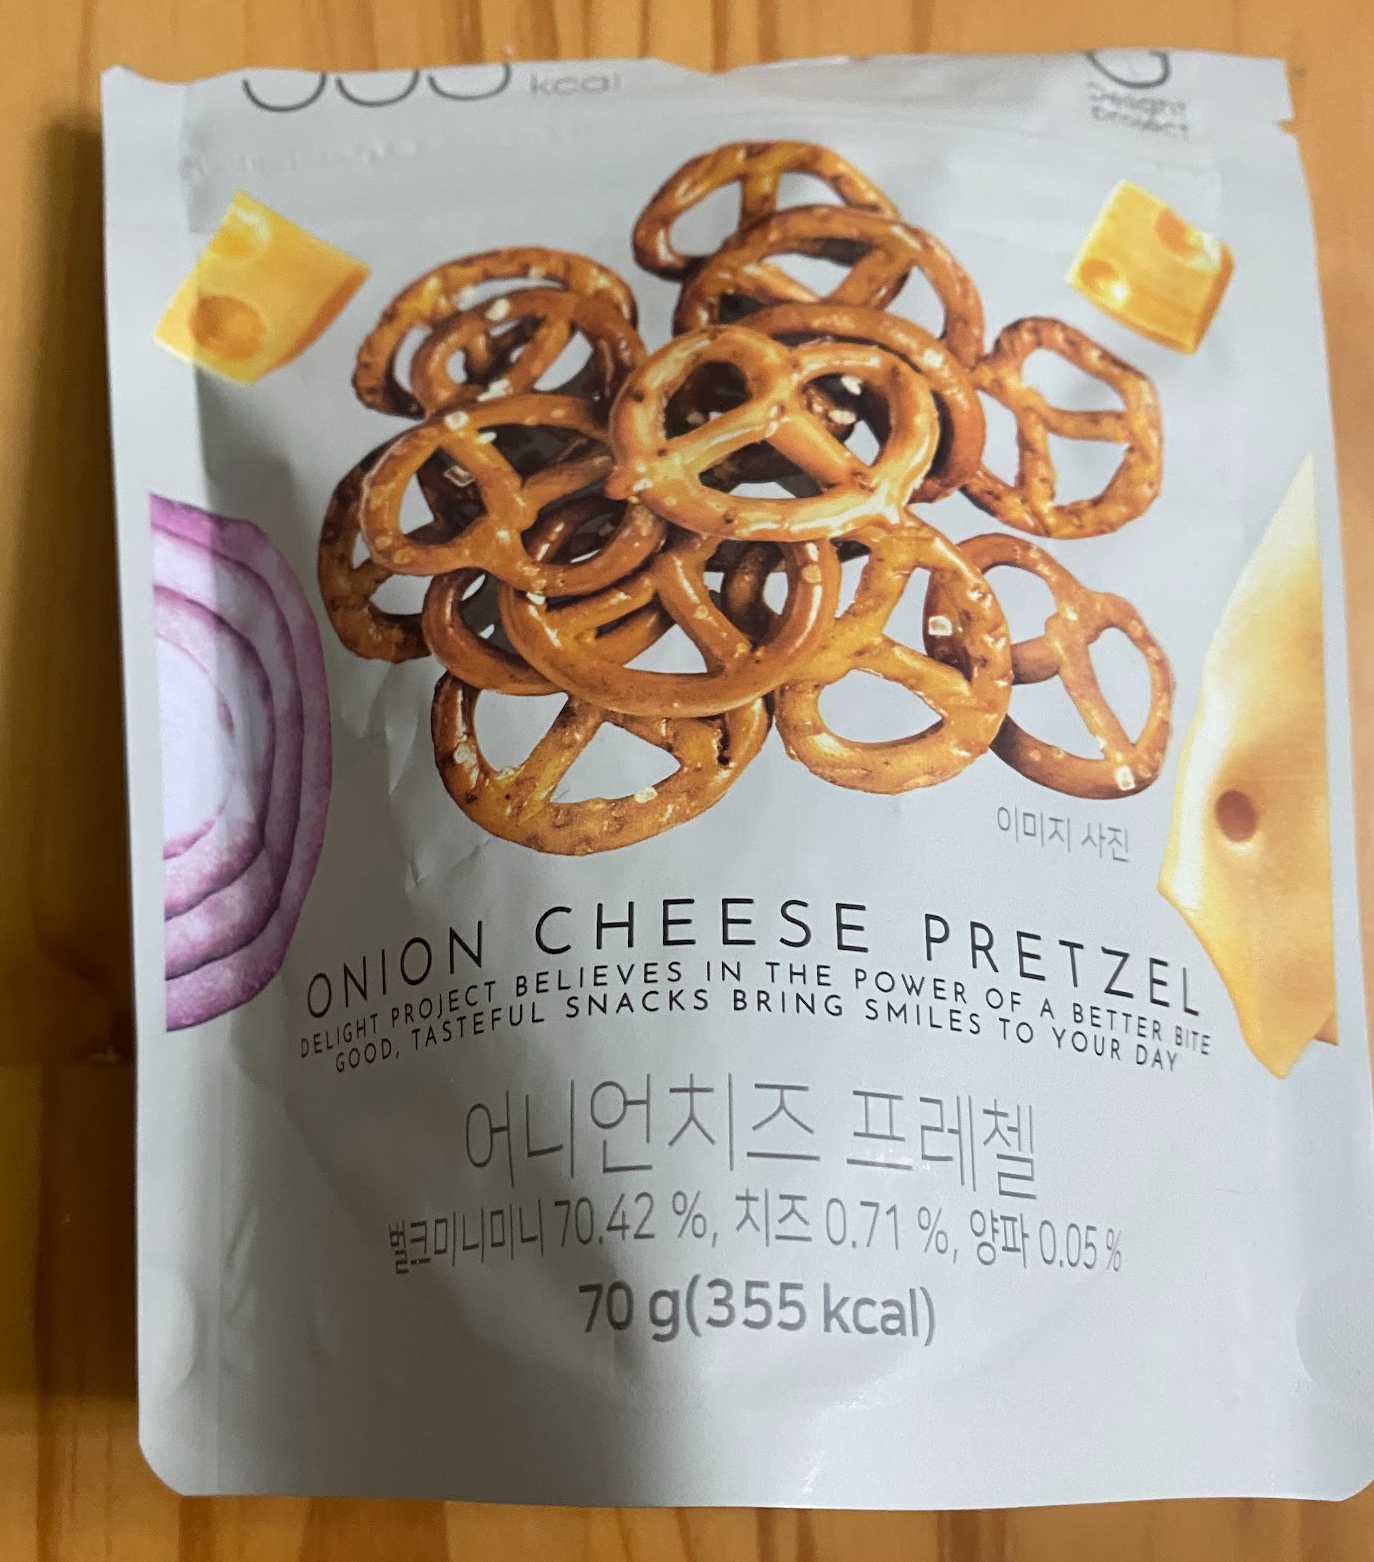 kcal
Delight
Project
이미지 사진
ONION CHEESE PRETZEL
DELIGHT PROJECT BELIEVES IN THE POWER OF A BETTER BITE
GOOD, TASTEFUL SNACKS BRING SMILES TO YOUR DAY
어니언치즈 프레첼
벌크미니미니 70.42 %, 치즈 0.71 %, 양파 0.05 %
70 g(355 kcal)